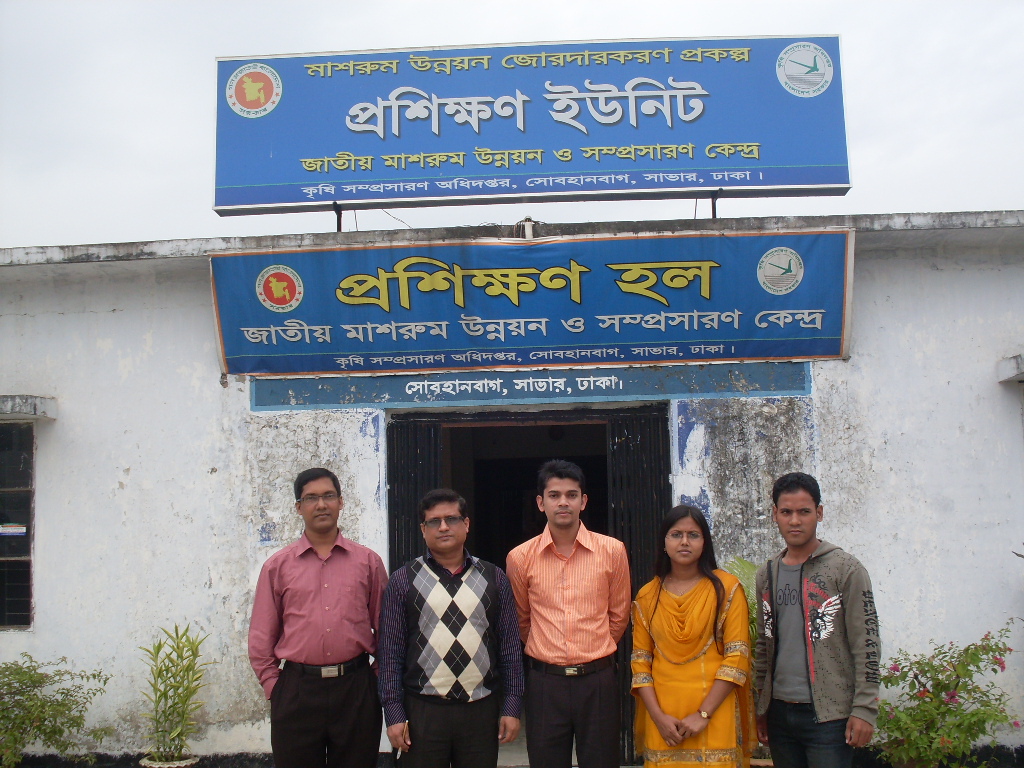 মাশরুম উন্নয়ন জোরদারকরণ প্রকল্প
প্রশিক্ষণ ইউনিট
জাতীয় মাশরুম উন্নয়ন ও সম্প্রসারণ কেন্দ্র
কৃষি সম্প্রসারণ অধিদপ্তর, সোবহানবাগ, সাভার, ঢাকা।
প্রশিক্ষণ হল
জাতীয় মাশরুম উন্নয়ন ও সম্প্রসারণ কেন্দ্র
কৃষি সম্প্রসারণ অধিদপ্তর, সোবহানবাগ, সাভার, ঢাকা।
সোবহানবাগ, সাভার, ঢাকা।